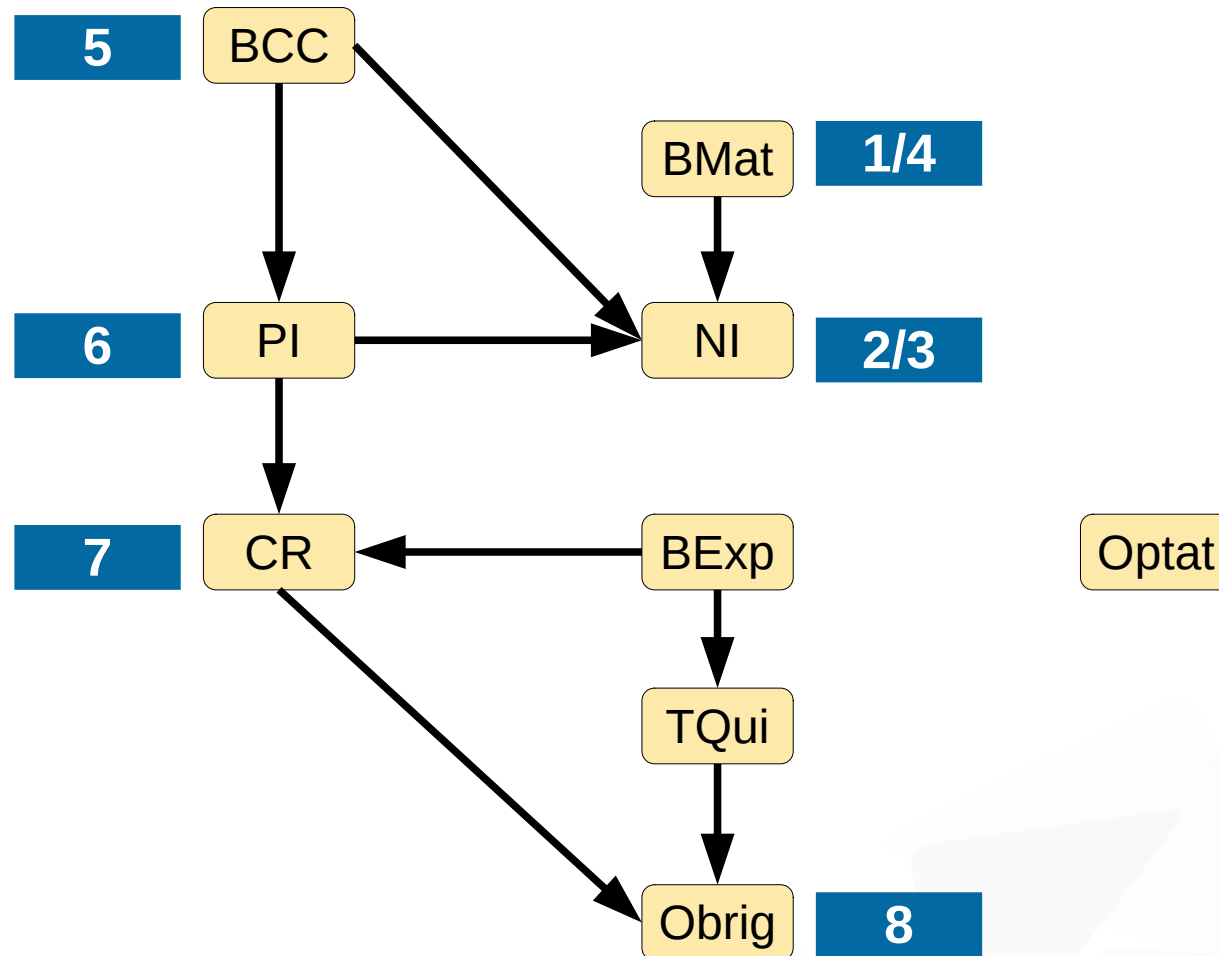 5
BCC
BMat
1/4
6
PI
NI
2/3
7
CR
BExp
Optat
TQui
Obrig
8